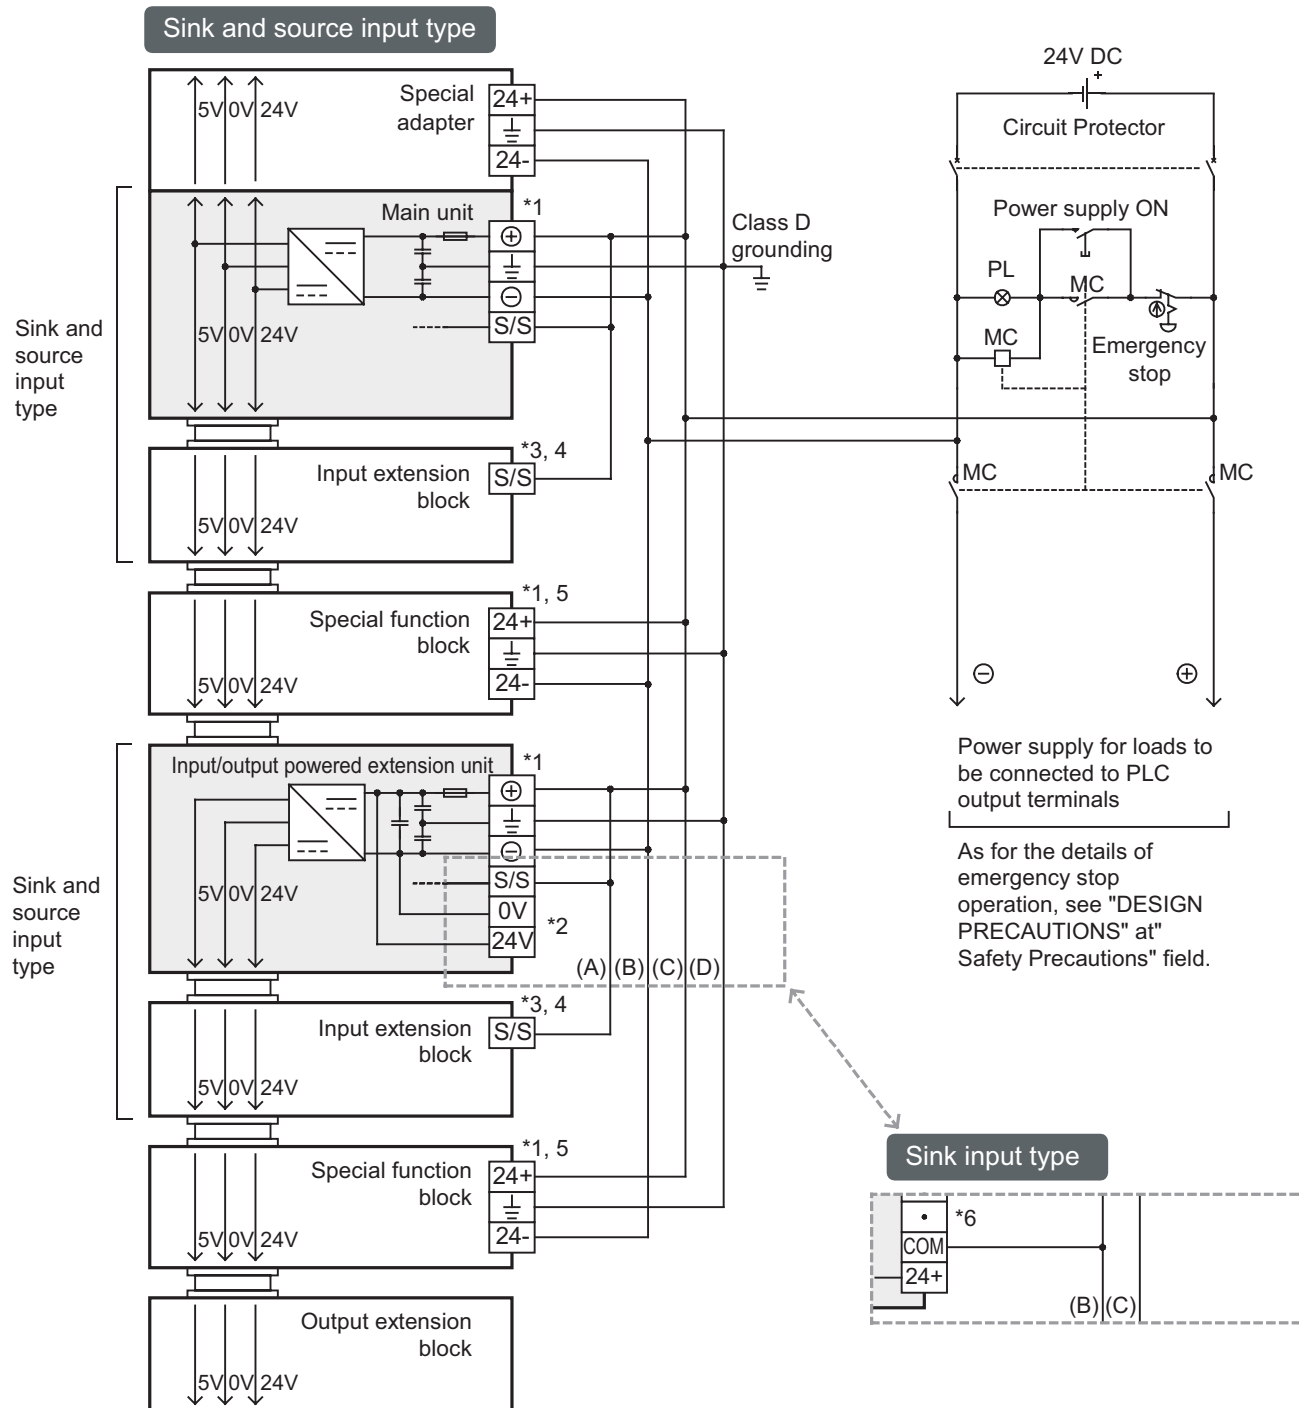 Sink and source input type
5V 0V 24V
Special
adapter
24+
24-
Sink and
source
input
type
Main unit
*1
+
-
S/S
5V 0V 24V
Class D
grounding
Input extension
block
*3, 4
S/S
5V 0V 24V
Special function
block
*1, 5
24+
24-
5V 0V 24V
Sink and
source
input
type
Input/output powered extension unit
*1
+
-
S/S
0V
24V
*2
5V 0V 24V
(A) (B) (C) (D)
Input extension
block
*3, 4
S/S
5V 0V 24V
Special function
block
*1, 5
24+
24-
5V 0V 24V
Output extension
block
5V 0V 24V
24V DC
+
Circuit Protector
Power supply ON
PL
MC
MC
Emergency
stop
MC
MC
-
+
Power supply for loads to
be connected to PLC
output terminals
As for the details of
emergency stop
operation, see "DESIGN
PRECAUTIONS" at"
Safety Precautions" field.
Sink input type
•
*6
COM
24+
(B) (C)